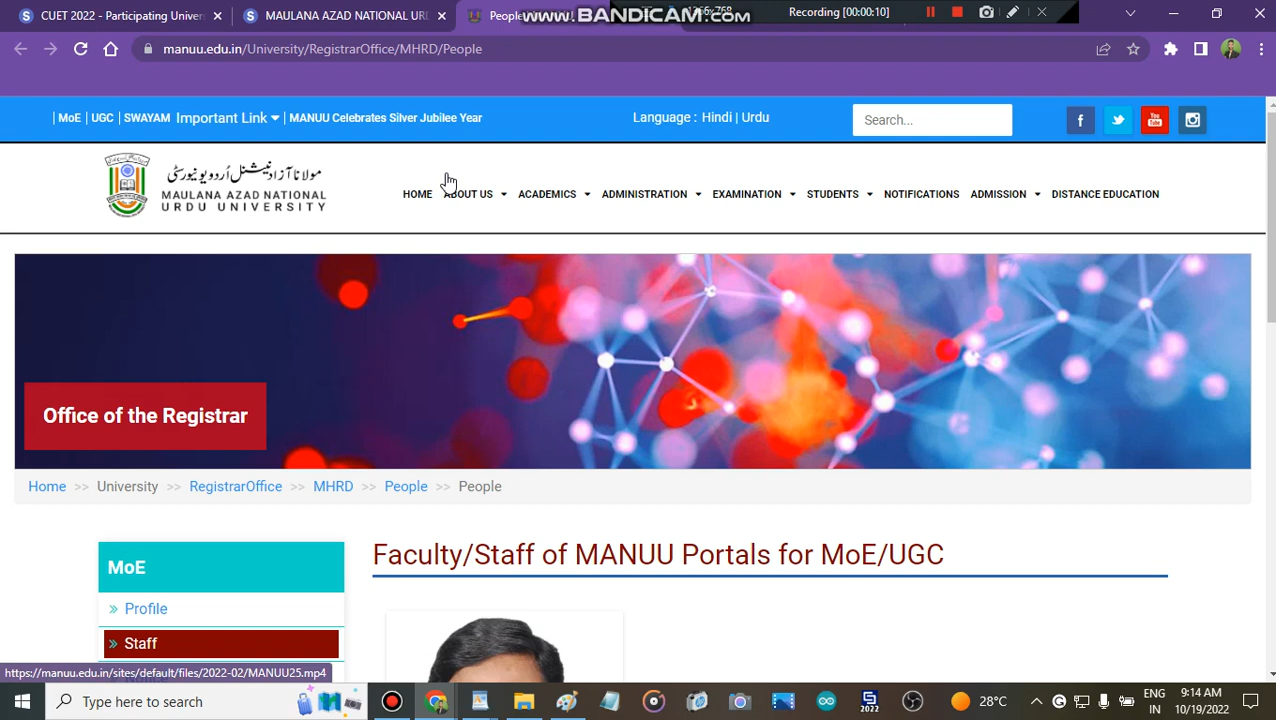 CUET 2022 - Participating Univer
MAULANA AZAD NATIONAL URD
Peopl
www.BANDICAM.com
1366x768
Recording [00:00:10]
manuu.edu.in/University/RegistrarOffice/MHRD/People
| MoE | UGC | SWAYAM Important Link | MANUU Celebrates Silver Jubilee Year
Language : Hindi | Urdu
Search...
مولانا آزاد نیشنل اُردو یونیورسٹی
MAULANA AZAD NATIONAL
URDU UNIVERSITY
HOME ABOUT US ACADEMICS ADMINISTRATION EXAMINATION STUDENTS NOTIFICATIONS ADMISSION DISTANCE EDUCATION
Office of the Registrar
Home >> University >> RegistrarOffice >> MHRD >> People >> People
MoE
Profile
Staff
Faculty/Staff of MANUU Portals for MoE/UGC
https://manuu.edu.in/sites/default/files/2022-02/MANUU25.mp4
Type here to search
2022
28°C
ENG
IN
9:14 AM
10/19/2022